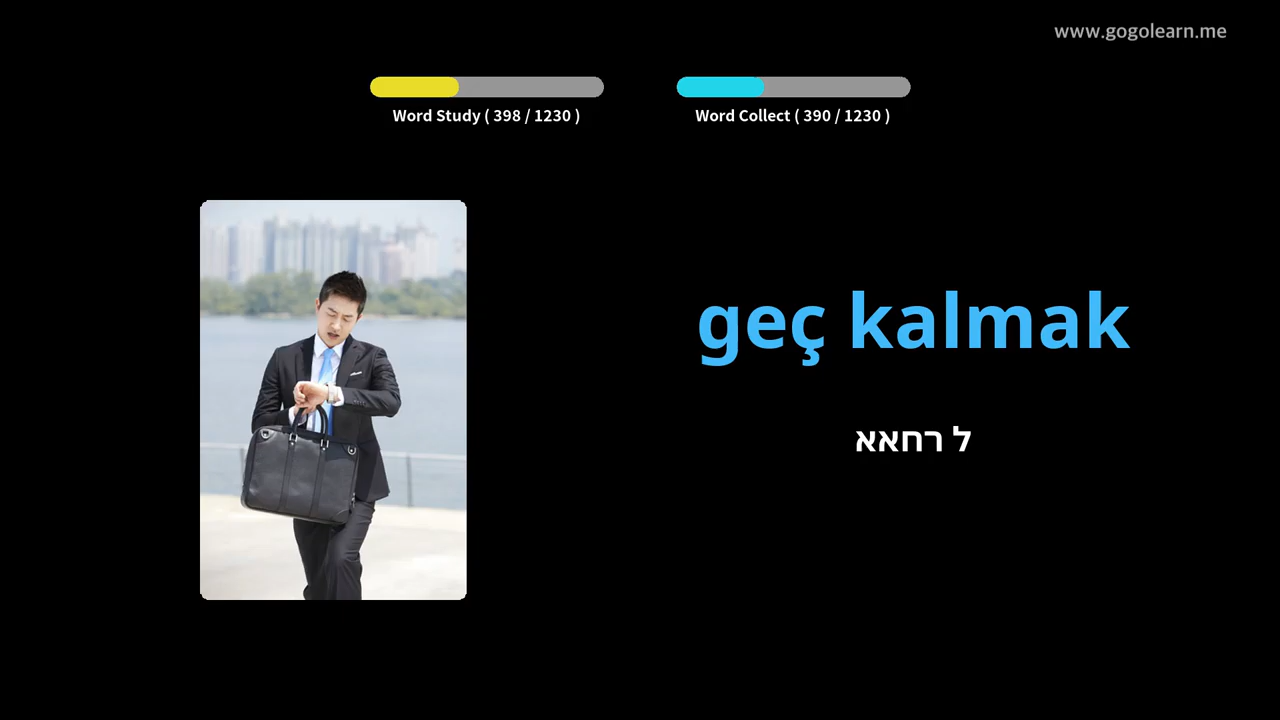 www.gogolearn.me
Word Study ( 398 / 1230 )
Word Collect ( 390 / 1230 )
geç kalmak
ל רחאא